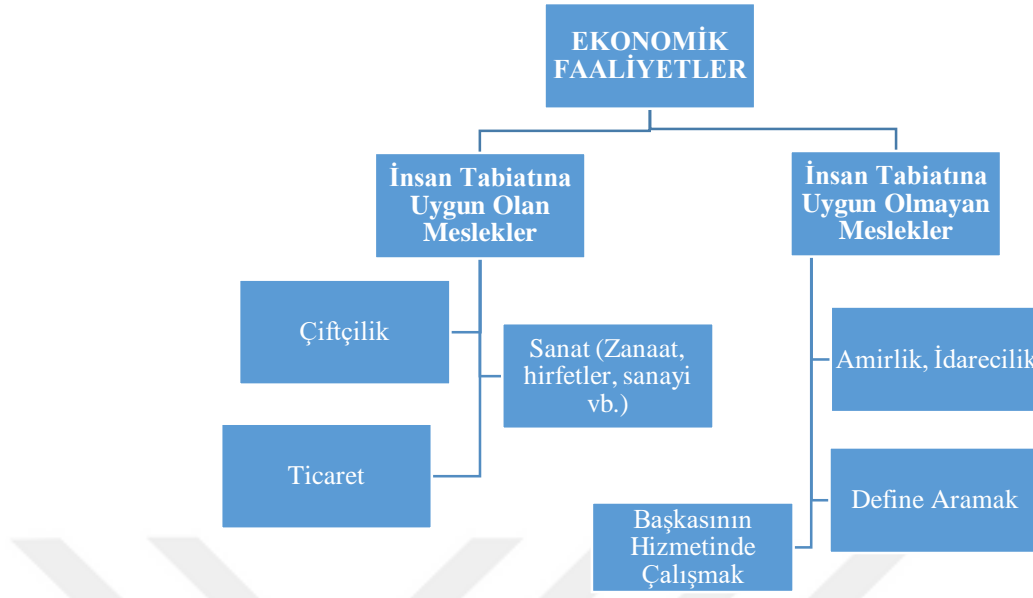 EKONOMİK
FAALİYETLER
İnsan Tabiatına
Uygun Olan
Meslekler
İnsan Tabiatına
Uygun Olmayan
Meslekler
Çiftçilik
Sanat (Zanaat,
hirfetler, sanayi
vb.)
Ticaret
Amirlik, İdarecilik
Define Aramak
Başkasının
Hizmetinde
Çalışmak